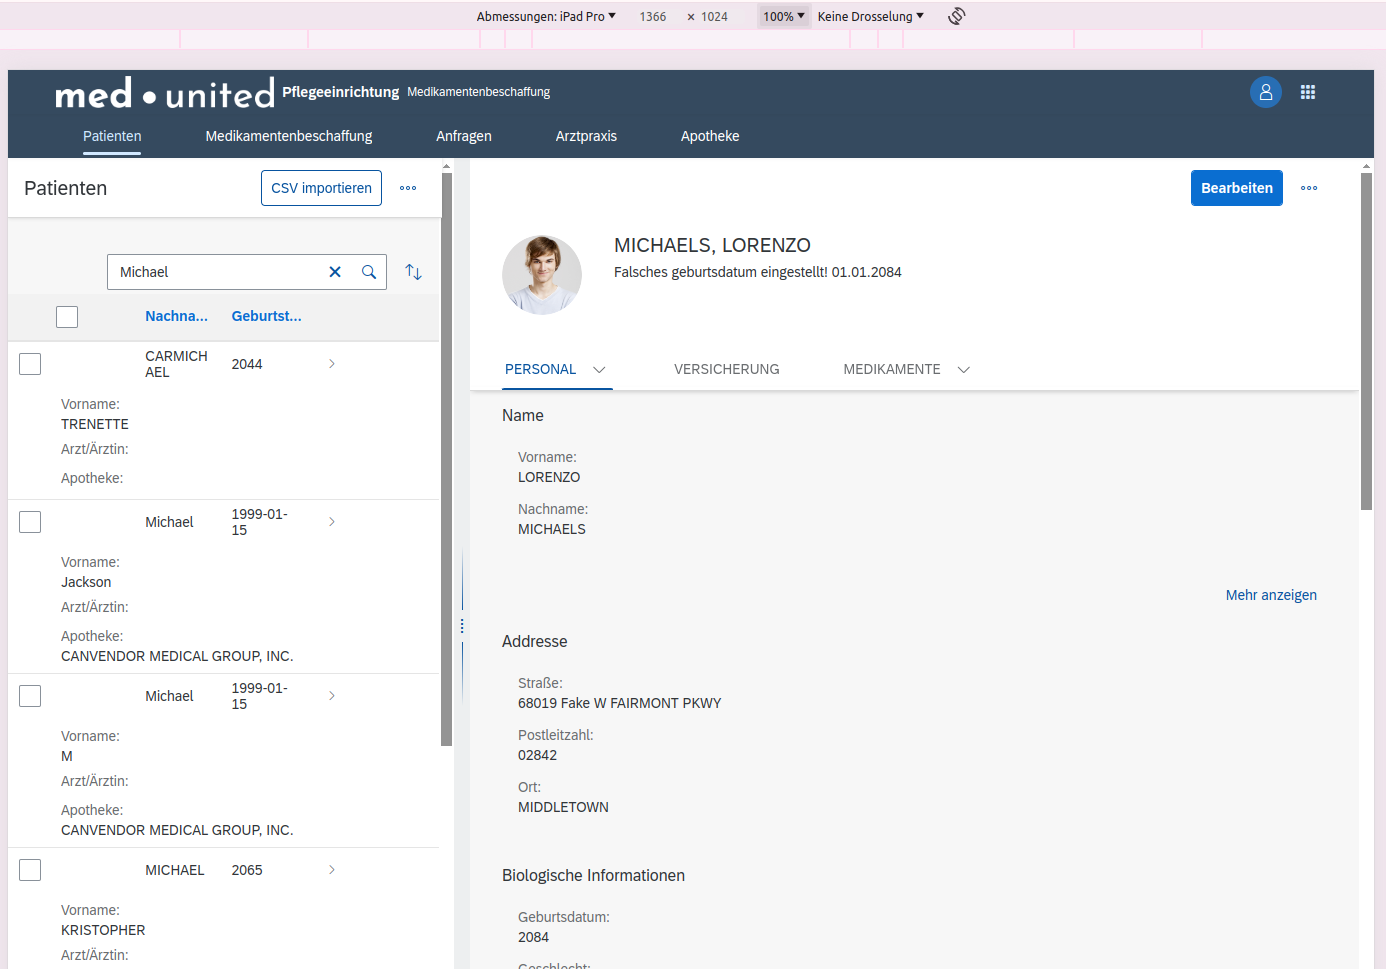 Abmessungen: iPad Pro ▼ 1366 × 1024 100% ▼ Keine Drosselung ▼
med • united Pflegeeinrichtung Medikamentenbeschaffung
Patienten Medikamentenbeschaffung Anfragen Arztpraxis Apotheke
Patienten CSV importieren
Michael
Nachna... Geburtst...
CARMICH
AEL
2044
Vorname:
TRENETTE
Arzt/Ärztin:
Apotheke:
Michael
1999-01-
15
Vorname:
Jackson
Arzt/Ärztin:
Apotheke:
CANVENDOR MEDICAL GROUP, INC.
Michael
1999-01-
15
Vorname:
M
Arzt/Ärztin:
Apotheke:
CANVENDOR MEDICAL GROUP, INC.
MICHAEL 2065
Vorname:
KRISTOPHER
Arzt/Ärztin:
Bearbeiten
MICHAELS, LORENZO
Falsches geburtsdatum eingestellt! 01.01.2084
PERSONAL VERSICHERUNG MEDIKAMENTE
Name
Vorname:
LORENZO
Nachname:
MICHAELS
Mehr anzeigen
Addresse
Straße:
68019 Fake W FAIRMONT PKWY
Postleitzahl:
02842
Ort:
MIDDLETOWN
Biologische Informationen
Geburtsdatum:
2084
Geschlecht: